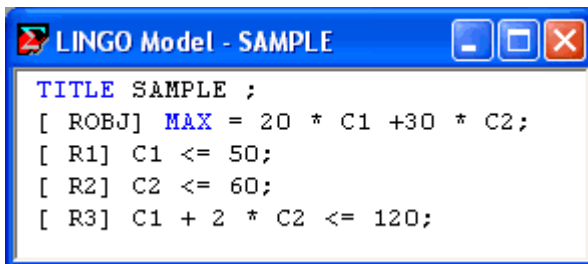 LINGO Model - SAMPLE
TITLE SAMPLE ;
[ ROBJ] MAX = 20 * C1 +30 * C2;
[ R1] C1 <= 50;
[ R2] C2 <= 60;
[ R3] C1 + 2 * C2 <= 120;